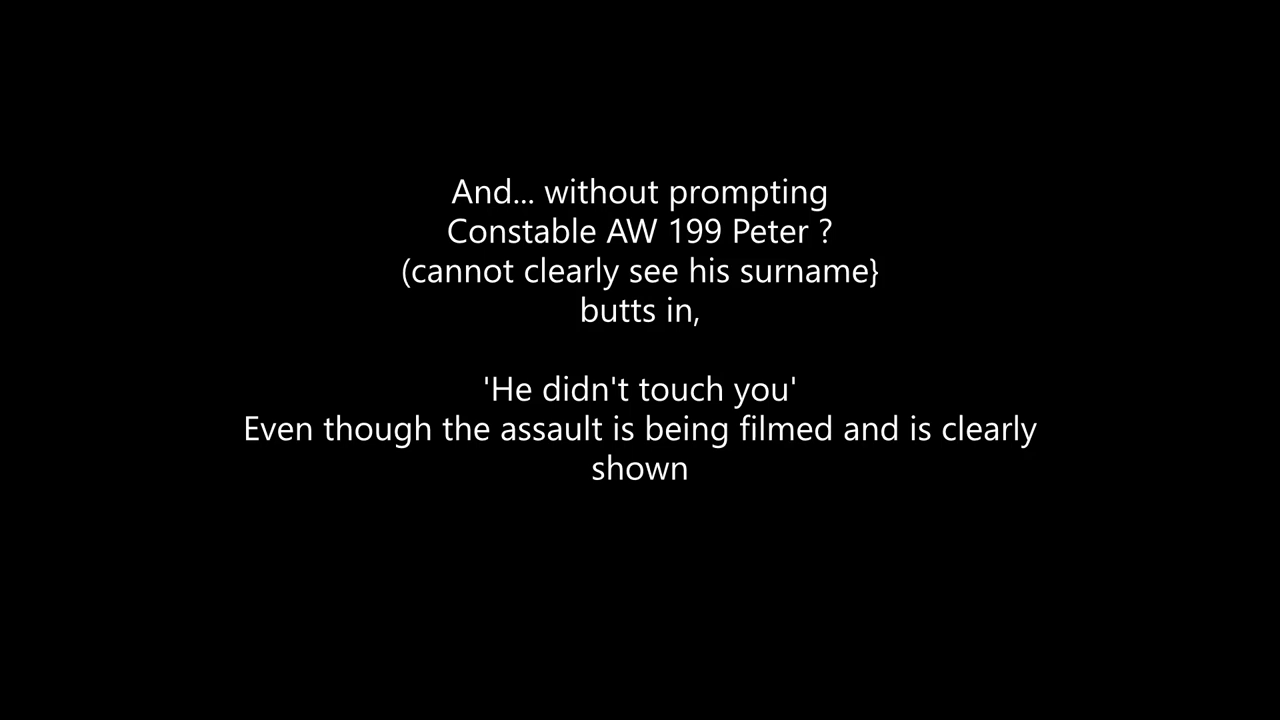 And... without prompting
Constable AW 199 Peter ?
(cannot clearly see his surname}
butts in,
'He didn't touch you'
Even though the assault is being filmed and is clearly
shown